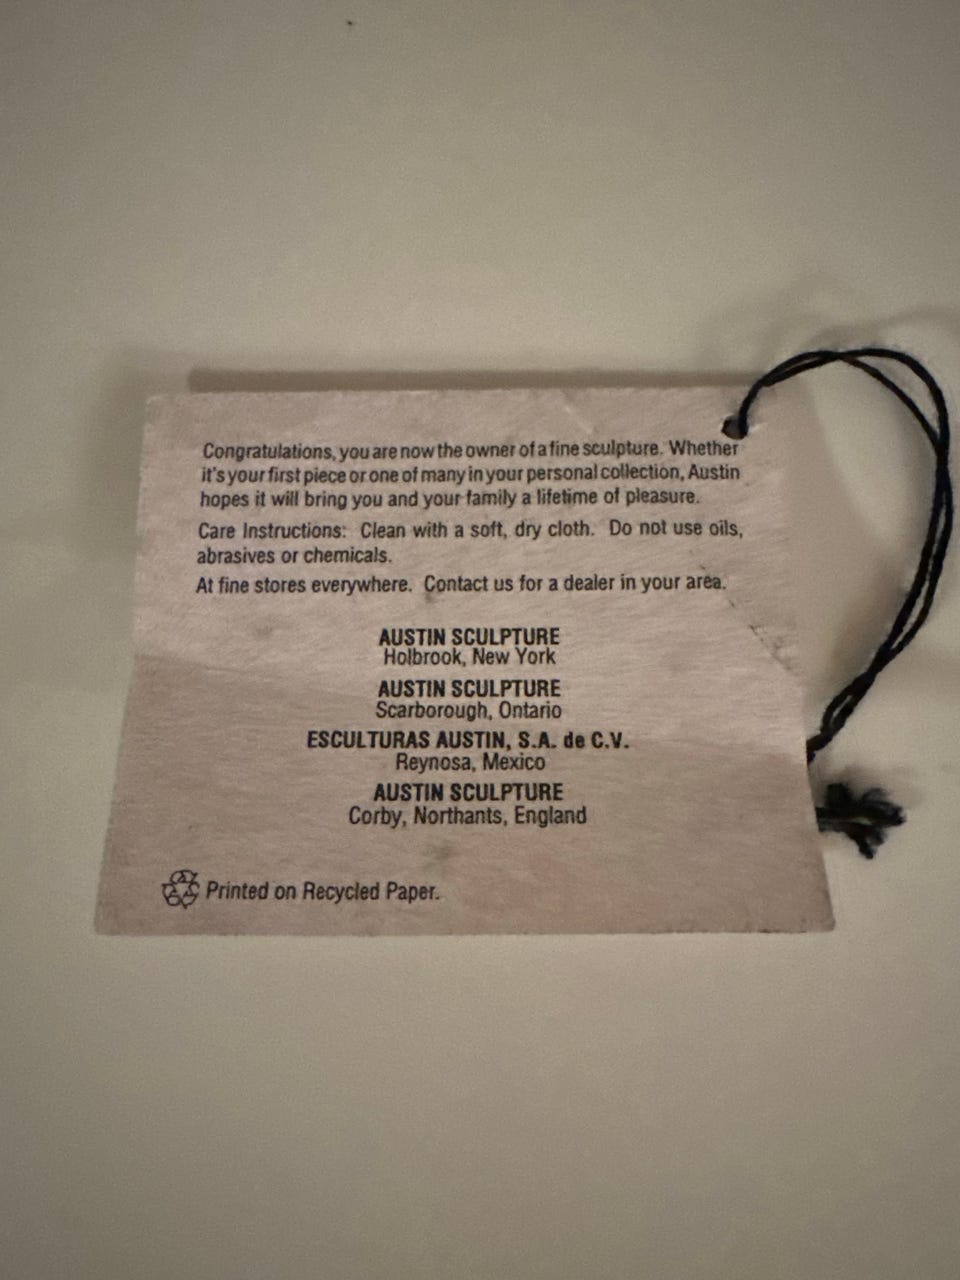 Congratulations, you are now the owner of a fine sculpture. Whether
it's your first piece or one of many in your personal collection, Austin
hopes it will bring you and your family a lifetime of pleasure.
Care Instructions: Clean with a soft, dry cloth. Do not use oils,
abrasives or chemicals.
At fine stores everywhere. Contact us for a dealer in your area.
AUSTIN SCULPTURE
Holbrook, New York
AUSTIN SCULPTURE
Scarborough, Ontario
ESCULTURAS AUSTIN, S.A. de C.V.
Reynosa, Mexico
AUSTIN SCULPTURE
Corby, Northants, England
Printed on Recycled Paper.